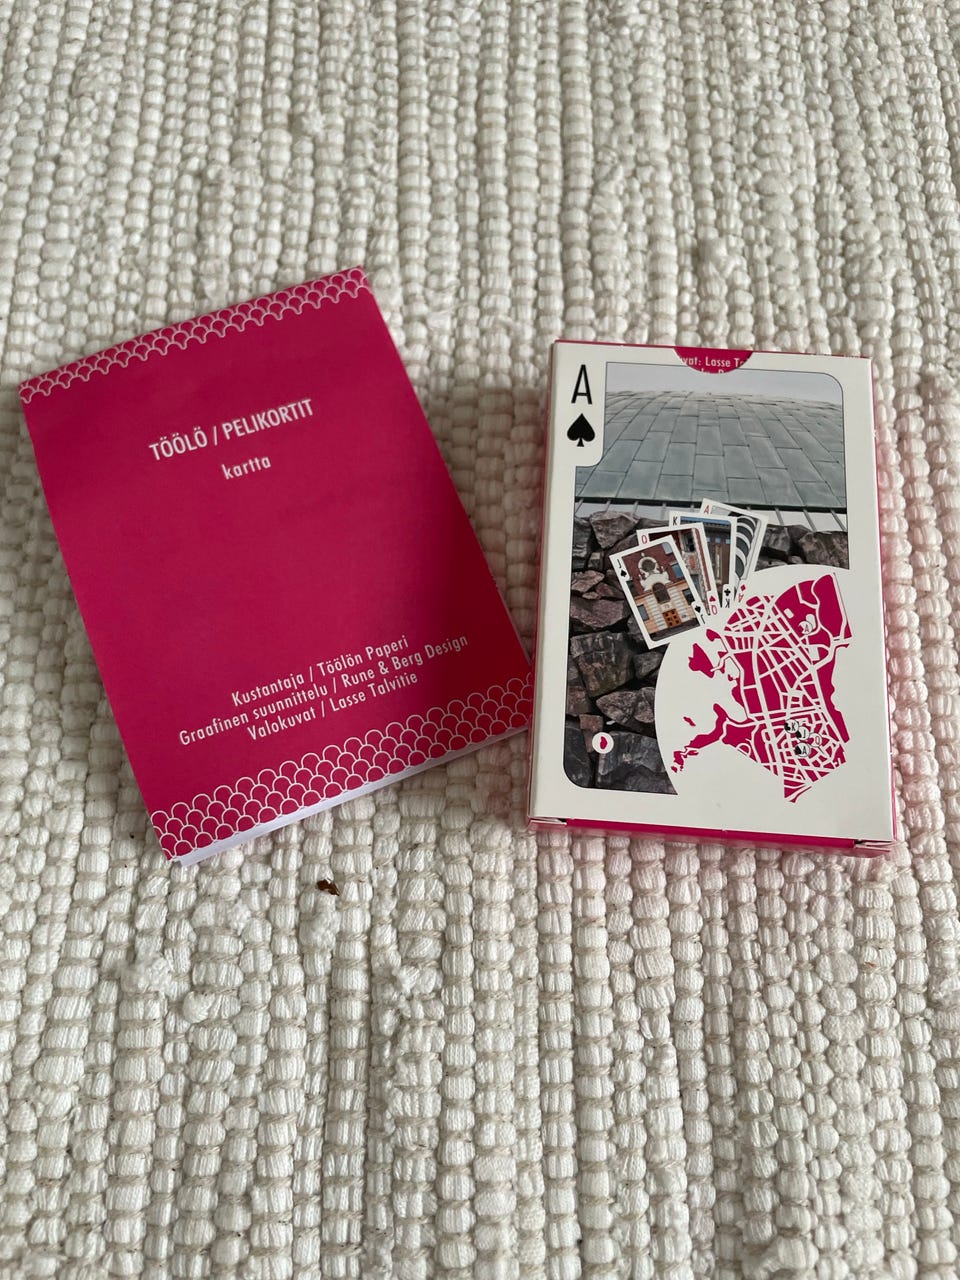 TÖÖLÖ / PELIKORTIT
kartta
Kustantaja / Töölön Paperi
Graafinen suunnittelu / Rune & Berg Design
Valokuvat / Lasse Talvitie
A
A
K
Q
J
Q
K
A
K
J
Q
A